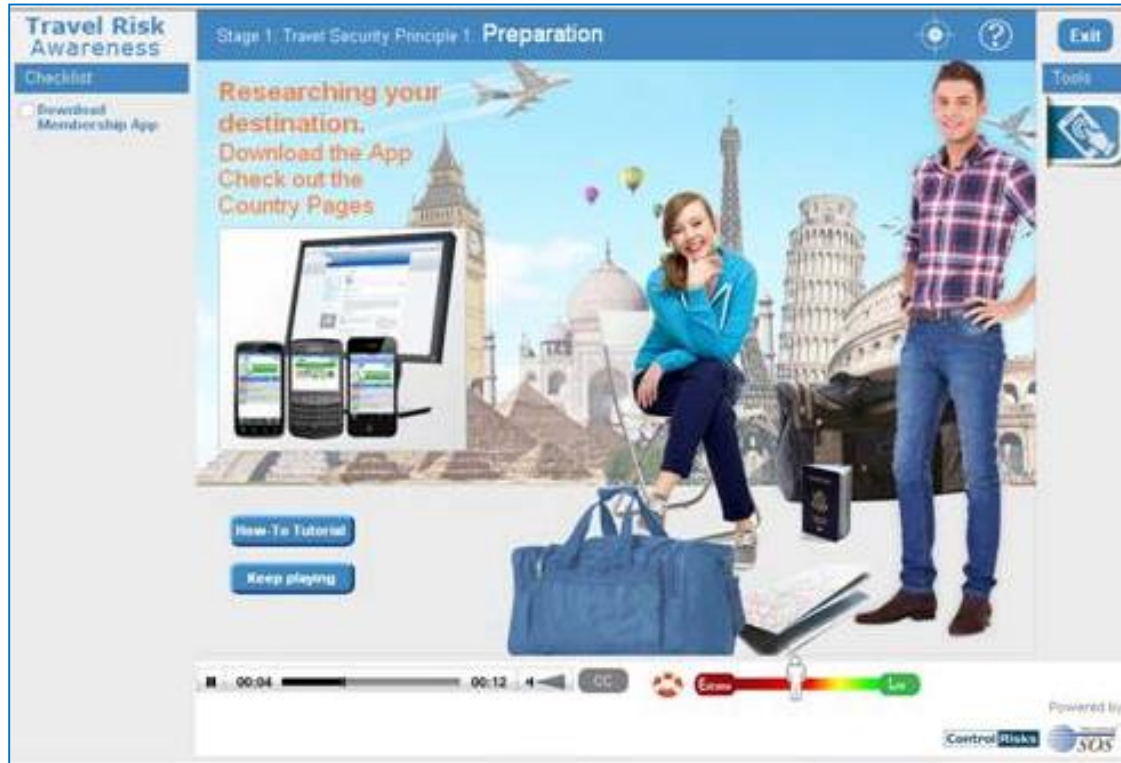 Travel Risk
Awareness
Stage 1: Travel Security Principle 1: Preparation
?
Exit
Checklist
Tools
Download
Membership App
Researching your
destination.
Download the App
Check out the
Country Pages
How-To Tutorial
Keep playing
00:04
00:12
CC
Extreme
Low
Powered by
Control Risks
SOS